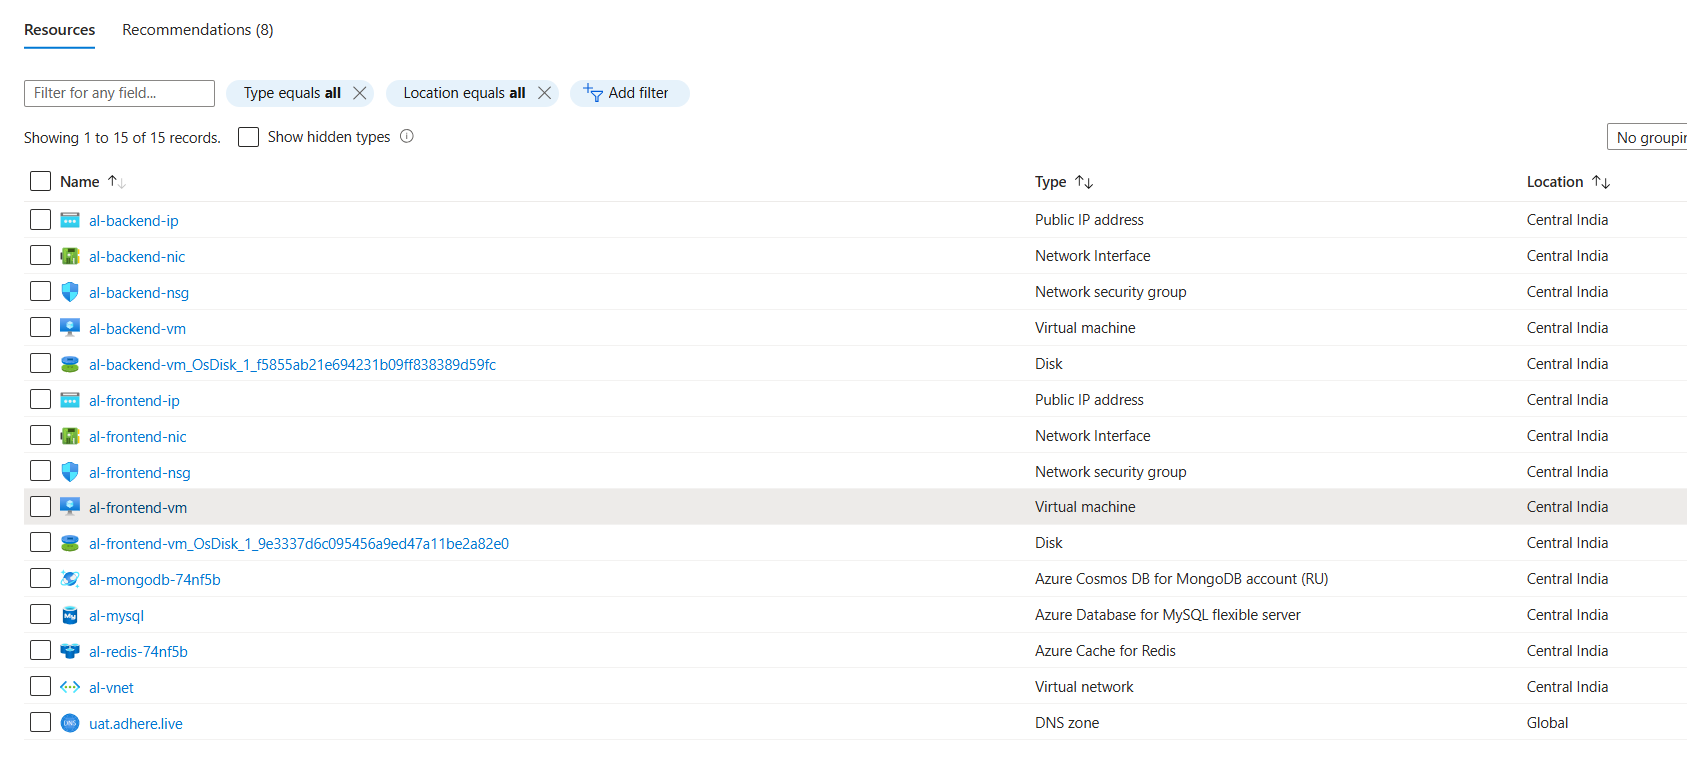 Resources Recommendations (8)
Filter for any field... Type equals all Location equals all Add filter
Showing 1 to 15 of 15 records. Show hidden types No groupin
Name Type Location
al-backend-ip Public IP address Central India
al-backend-nic Network Interface Central India
al-backend-nsg Network security group Central India
al-backend-vm Virtual machine Central India
al-backend-vm_OsDisk_1_f5855ab21e694231b09ff838389d59fc Disk Central India
al-frontend-ip Public IP address Central India
al-frontend-nic Network Interface Central India
al-frontend-nsg Network security group Central India
al-frontend-vm Virtual machine Central India
al-frontend-vm_OsDisk_1_9e3337d6c095456a9ed47a11be2a82e0 Disk Central India
al-mongodb-74nf5b Azure Cosmos DB for MongoDB account (RU) Central India
al-mysql Azure Database for MySQL flexible server Central India
al-redis-74nf5b Azure Cache for Redis Central India
al-vnet Virtual network Central India
uat.adhere.live DNS zone Global